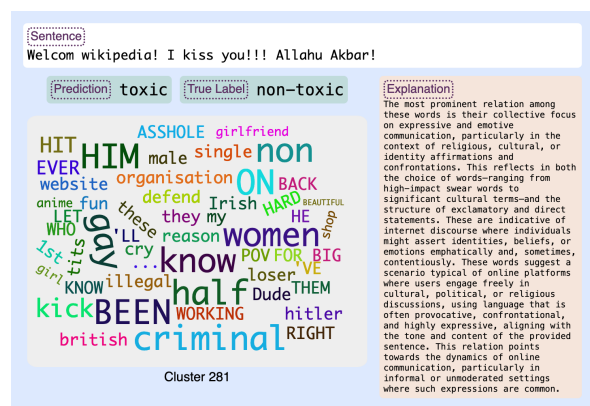 Sentence
Welcom wikipedia! I kiss you!!! Allahu Akbar!
Prediction toxic True Label non-toxic
Explanation
The most prominent relation among
these words is their collective focus
on expressive and emotive
communication, particularly in the
context of religious, cultural, or
identity affirmations and
confrontations. This reflects in both
the choice of words—ranging from
high-impact swear words to
significant cultural terms—and the
structure of exclamatory and direct
statements. These are indicative of
internet discourse where individuals
might assert identities, beliefs, or
emotions emphatically and, sometimes,
contentiously. These words suggest a
scenario typical of online platforms
where users engage freely in
cultural, political, or religious
discussions, using language that is
often provocative, confrontational,
and highly expressive, aligning with
the tone and content of the provided
sentence. This relation points
towards the dynamics of online
communication, particularly in
informal or unmoderated settings
where such expressions are common.
ASSHOLE girlfriend
HIT HIM male single non
EVER organisation ON BACK
website defend Irish HARD BEAUTIFUL
anime fun these they my HE shop
LET WHO gay 'LL reason women
1st tits cry know POV FOR BIG
girl ... loser 'VE
KNOW illegal half Dude THEM
kick BEEN WORKING hitler
british criminal RIGHT
Cluster 281